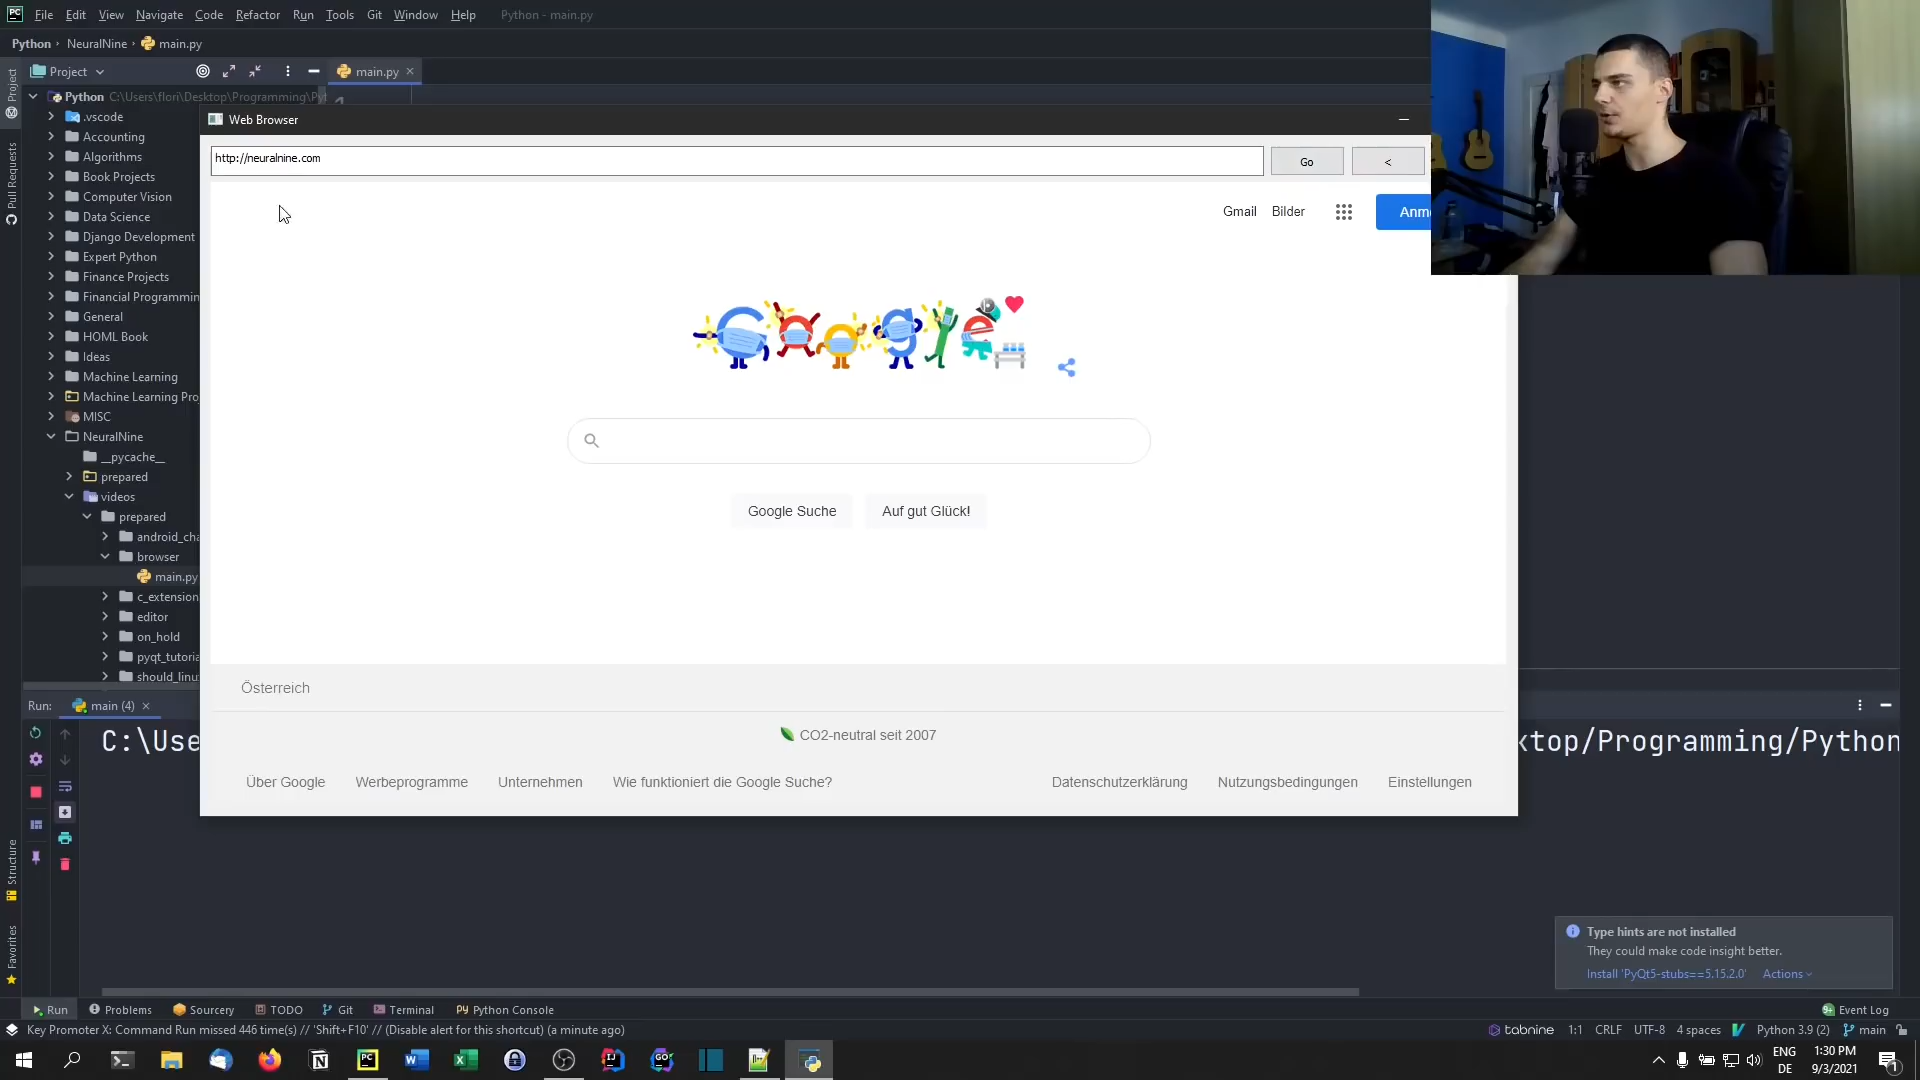 File Edit View Navigate Code Refactor Run Tools Git Window Help Python - main.py
Python NeuralNine main.py
Project main.py
Python C:\Users\flori\Desktop\Programming\Pyt
.vscode
Accounting
Algorithms
Book Projects
Computer Vision
Data Science
Django Development
Expert Python
Finance Projects
Financial Programmin
General
HOML Book
Ideas
Machine Learning
Machine Learning Pro
MISC
NeuralNine
__pycache__
prepared
videos
prepared
android_cha
browser
main.py
c_extension
editor
on_hold
pyqt_tutoria
should_linu
Project
Pull Requests
Structure
Favorites
Web Browser
http://neuralnine.com
Go <
Gmail Bilder Anme
Google
Google Suche Auf gut Glück!
Österreich
CO2-neutral seit 2007
Über Google Werbeprogramme Unternehmen Wie funktioniert die Google Suche? Datenschutzerklärung Nutzungsbedingungen Einstellungen
Run: main (4)
C:\Use ktop/Programming/Python
Type hints are not installed
They could make code insight better.
Install 'PyQt5-stubs==5.15.2.0' Actions
Run Problems Sourcery TODO Git Terminal Python Console Event Log
Key Promoter X: Command Run missed 446 time(s) // 'Shift+F10' // (Disable alert for this shortcut) (a minute ago) tabnine 1:1 CRLF UTF-8 4 spaces Python 3.9 (2) main
ENG 1:30 PM
DE 9/3/2021